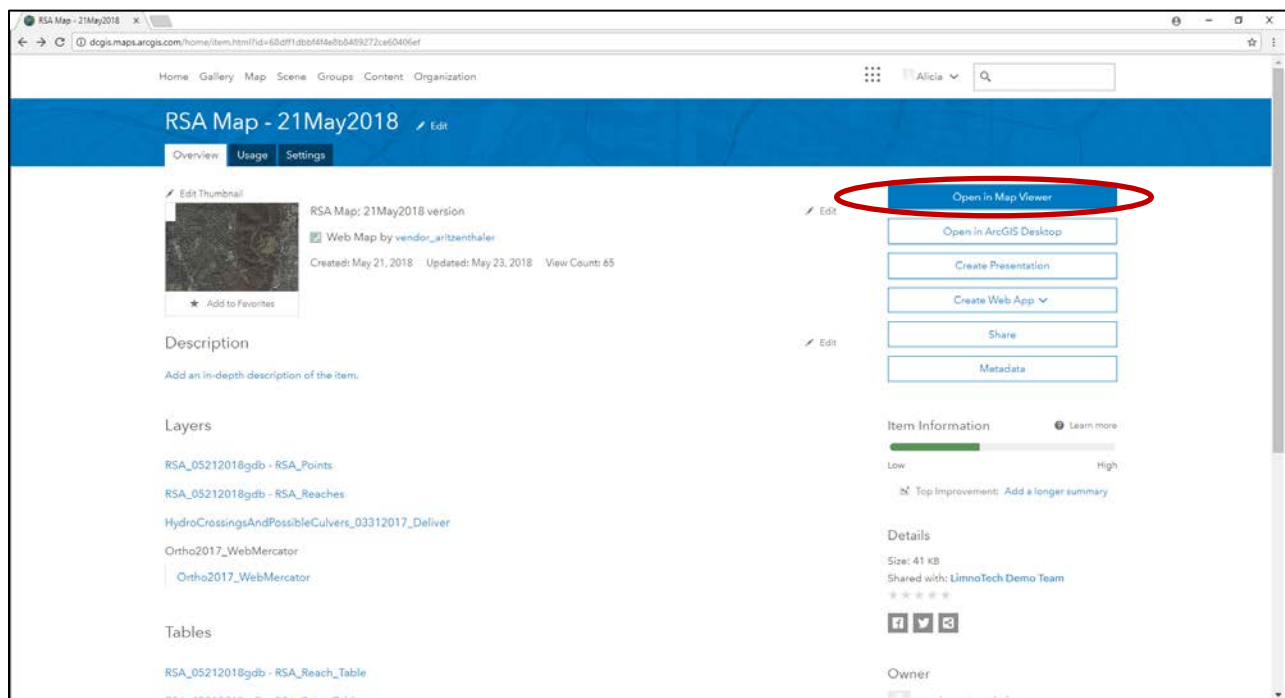 RSA Map - 21May2018
dcgis.maps.arcgis.com/home/item.html?id=
Home Gallery Map Scene Groups Content Organization
Alicia
RSA Map - 21May2018 Edit
Overview Usage Settings
Edit Thumbnail
RSA Map; 21May2018 version
Edit
Open in Map Viewer
Web Map by vendor_aritzenthaler
Open in ArcGIS Desktop
Created: May 21, 2018 Updated: May 23, 2018 View Count: 65
Create Presentation
Add to Favorites
Create Web App
Description
Edit
Share
Add an in-depth description of the item.
Metadata
Layers
Item Information
Learn more
RSA_05212018gdb - RSA_Points
Low High
RSA_05212018gdb - RSA_Reaches
Top Improvement: Add a longer summary
HydroCrossingsAndPossibleCulvers_03312017_Deliver
Details
Ortho2017_WebMercator
Size: 41 KB
Ortho2017_WebMercator
Shared with: LimnoTech Demo Team
Tables
RSA_05212018gdb - RSA_Reach_Table
Owner